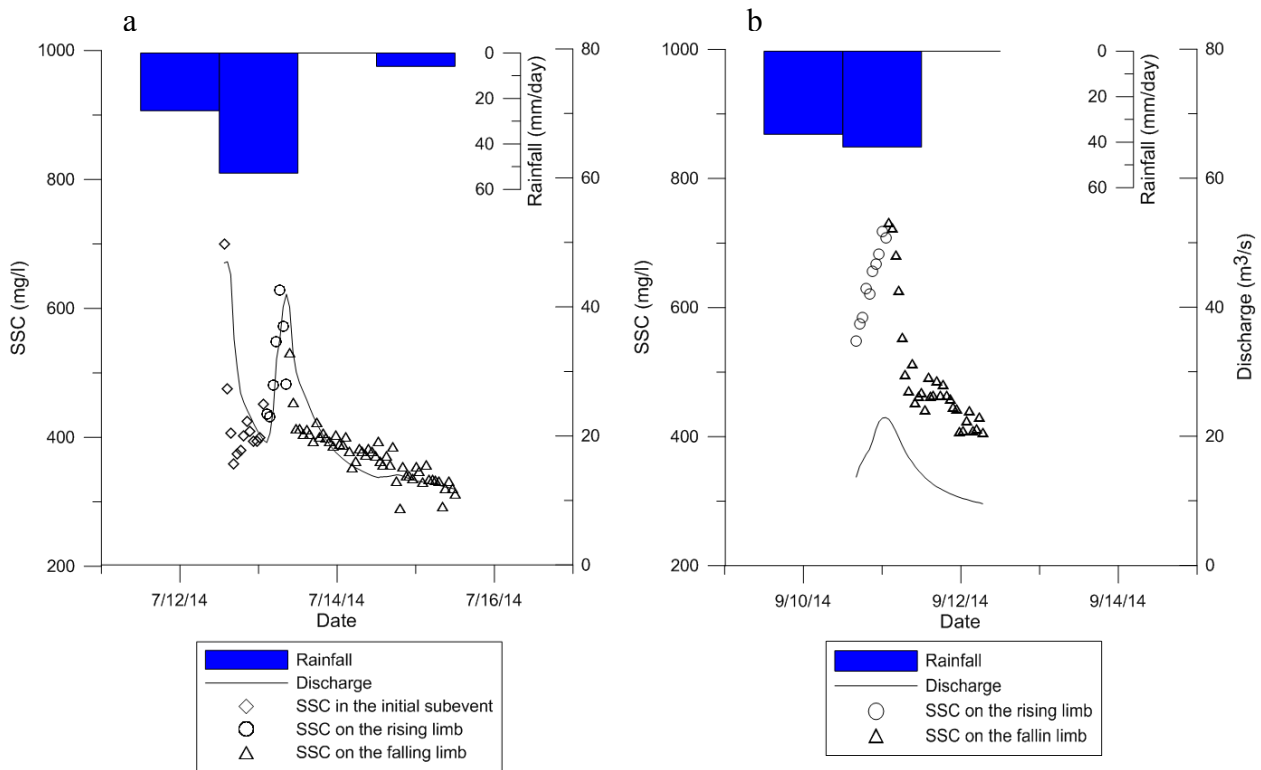 a
1000
800
600
400
200
SSC (mg/l)
0
20
40
60
Rainfall (mm/day)
80
60
40
20
0
7/12/14
7/14/14
7/16/14
Date
Rainfall
Discharge
SSC in the initial subevent
SSC on the rising limb
SSC on the falling limb
b
1000
800
600
400
200
SSC (mg/l)
0
20
40
60
Rainfall (mm/day)
80
60
40
20
0
Discharge (m3/s)
9/10/14
9/12/14
9/14/14
Date
Rainfall
Discharge
SSC on the rising limb
SSC on the fallin limb